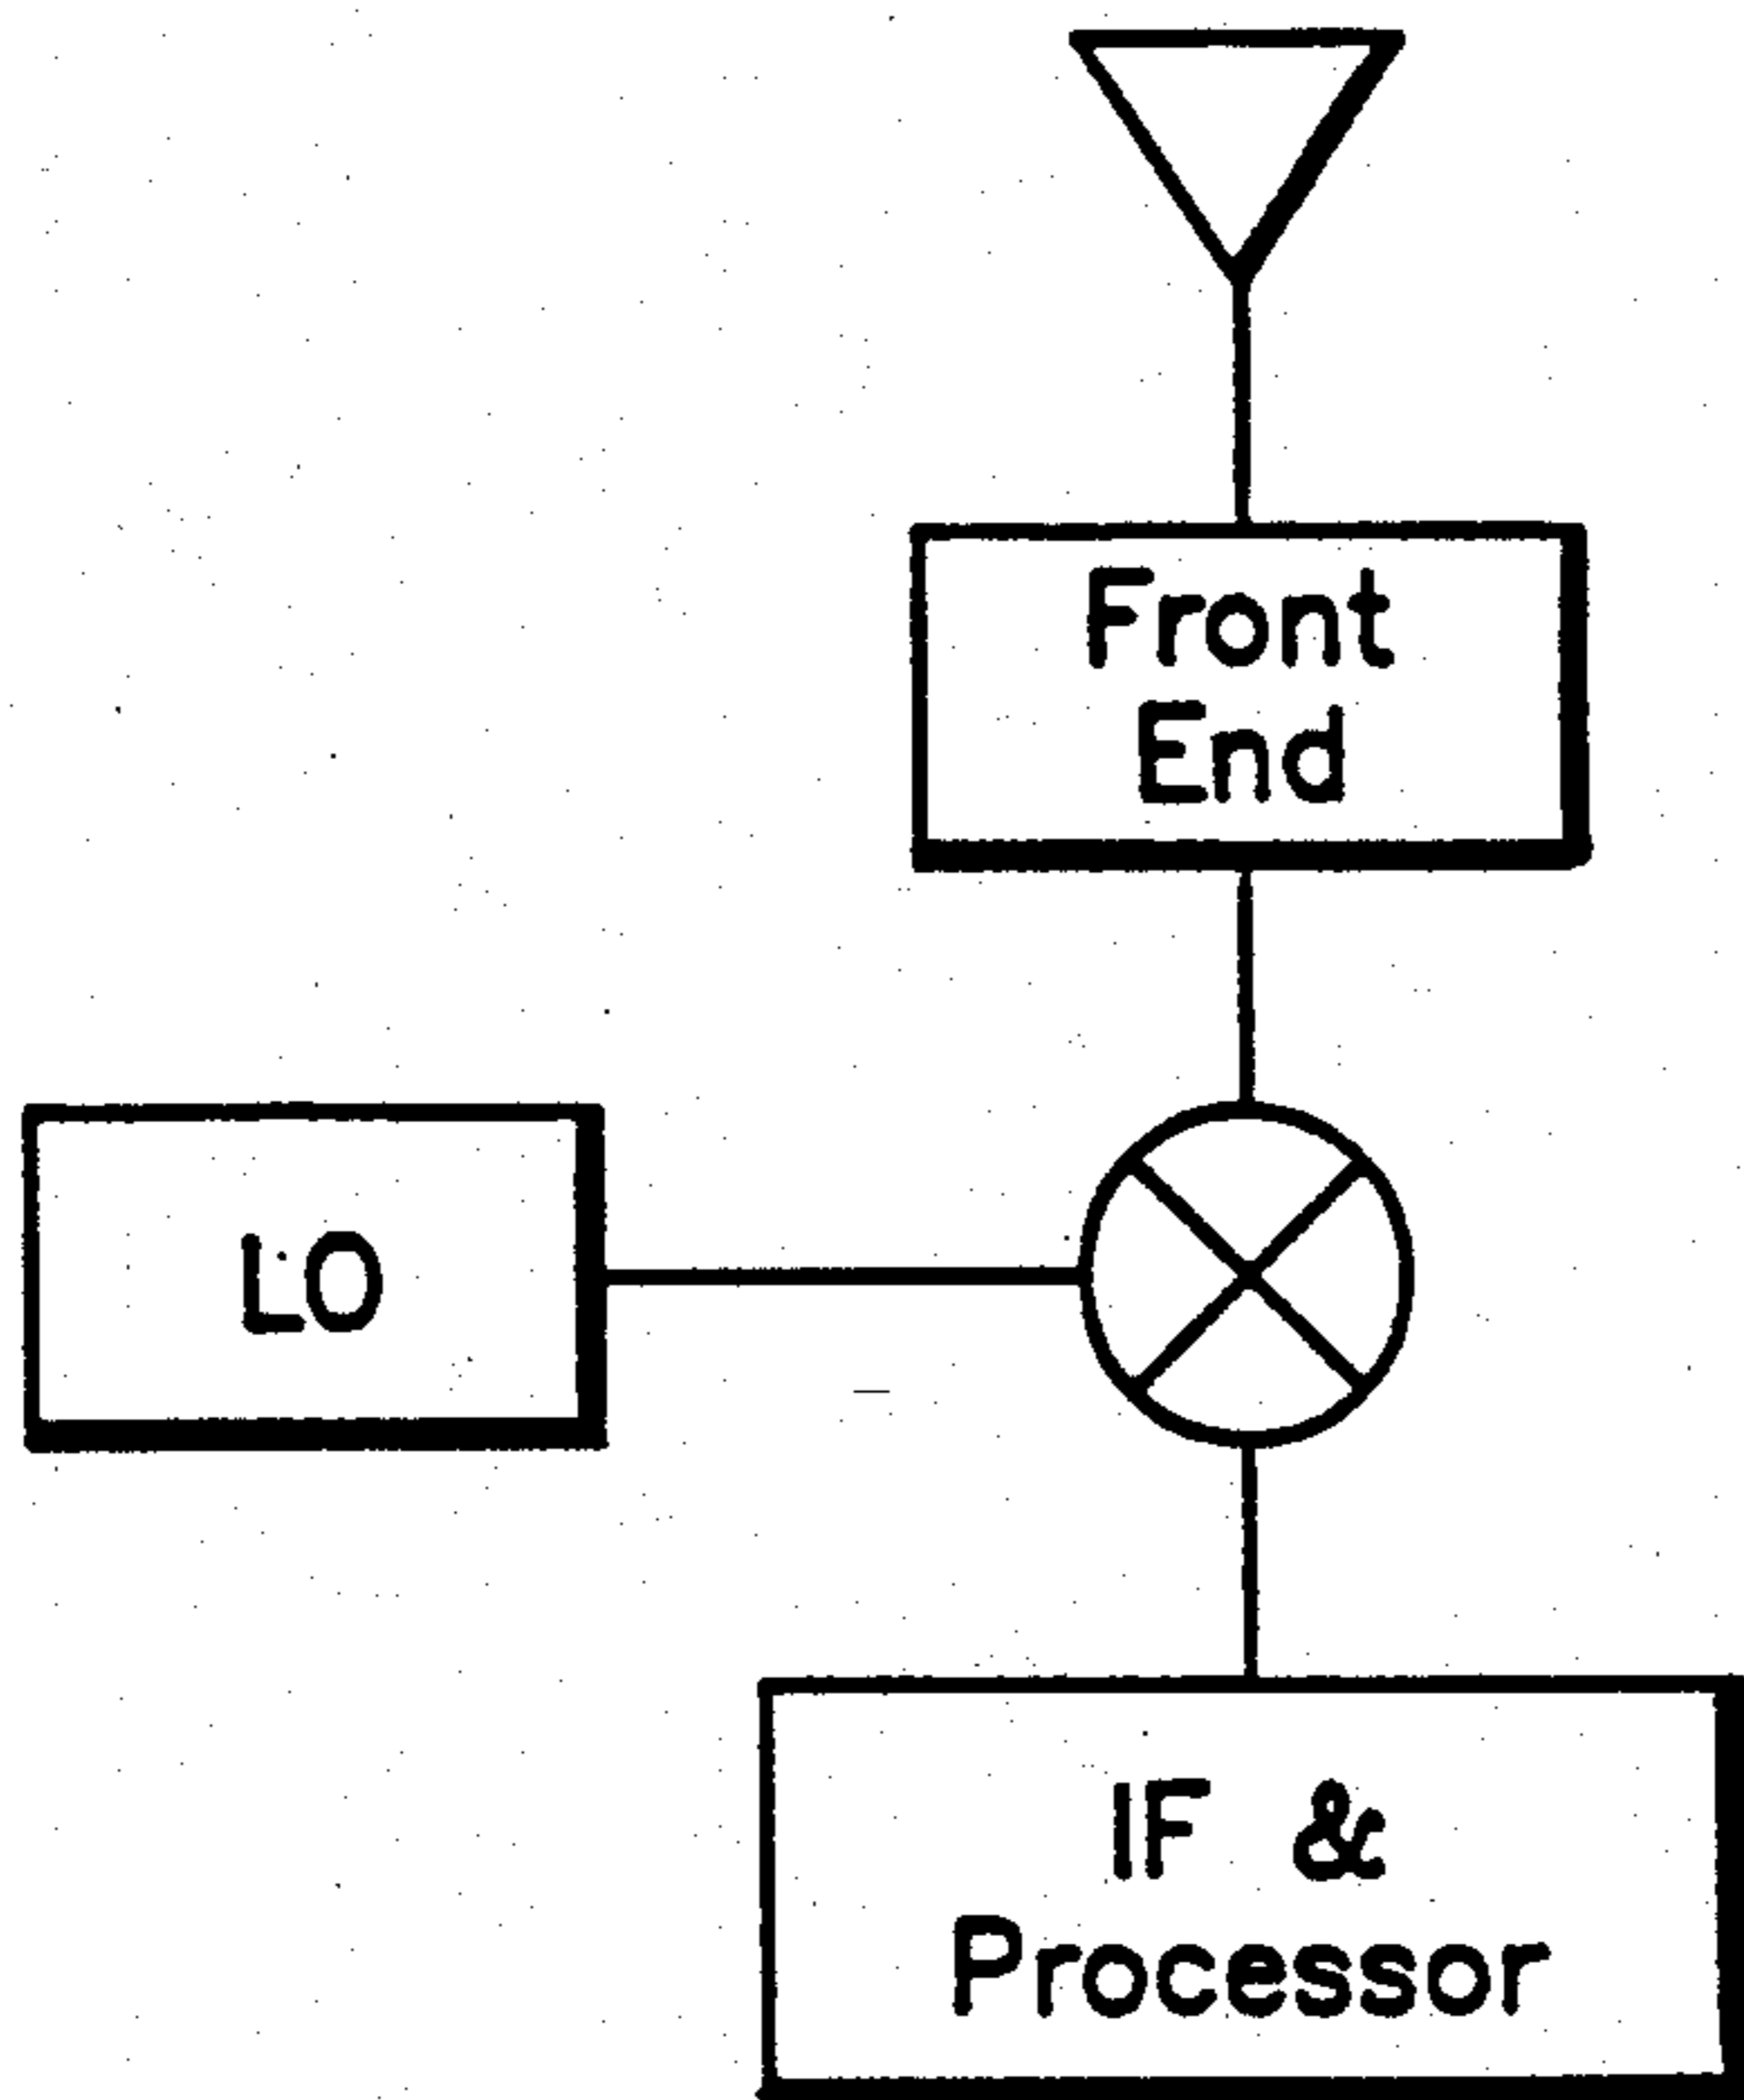 Front
End
LO
IF &
Processor